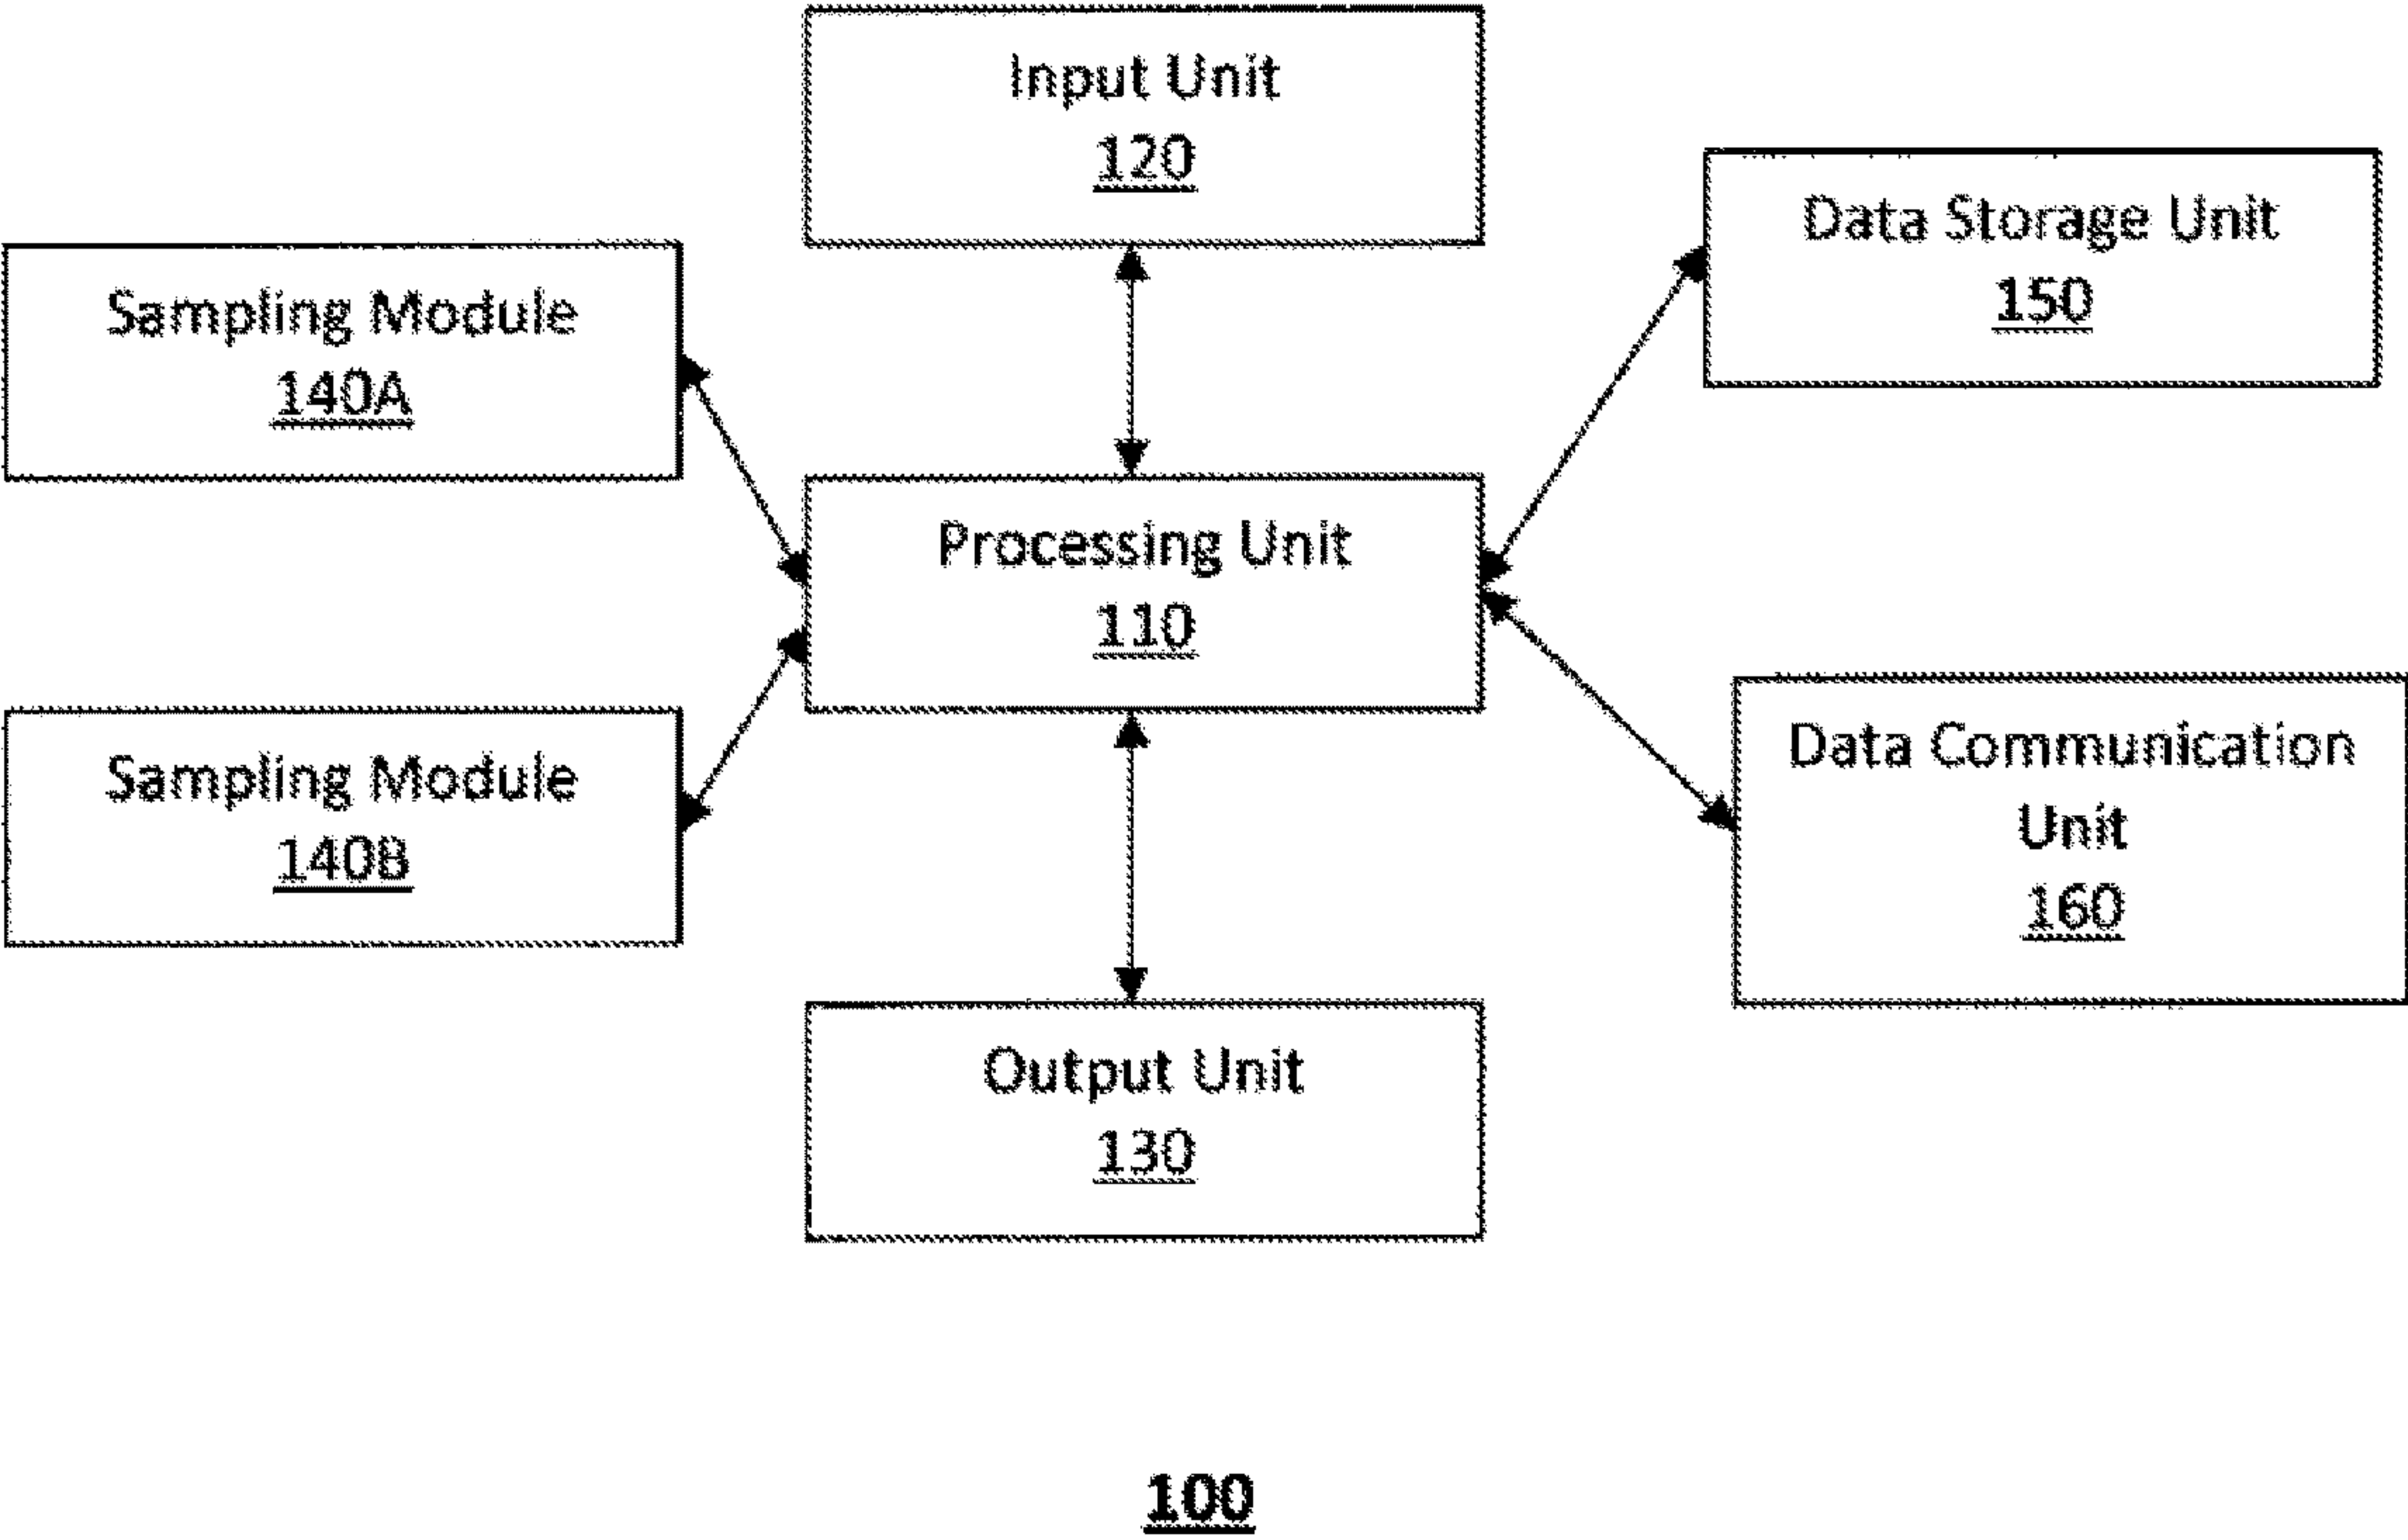 Input Unit
120
Data Storage Unit
150
Sampling Module
140A
Processing Unit
110
Sampling Module
140B
Data Communication
Unit
160
Output Unit
130
100